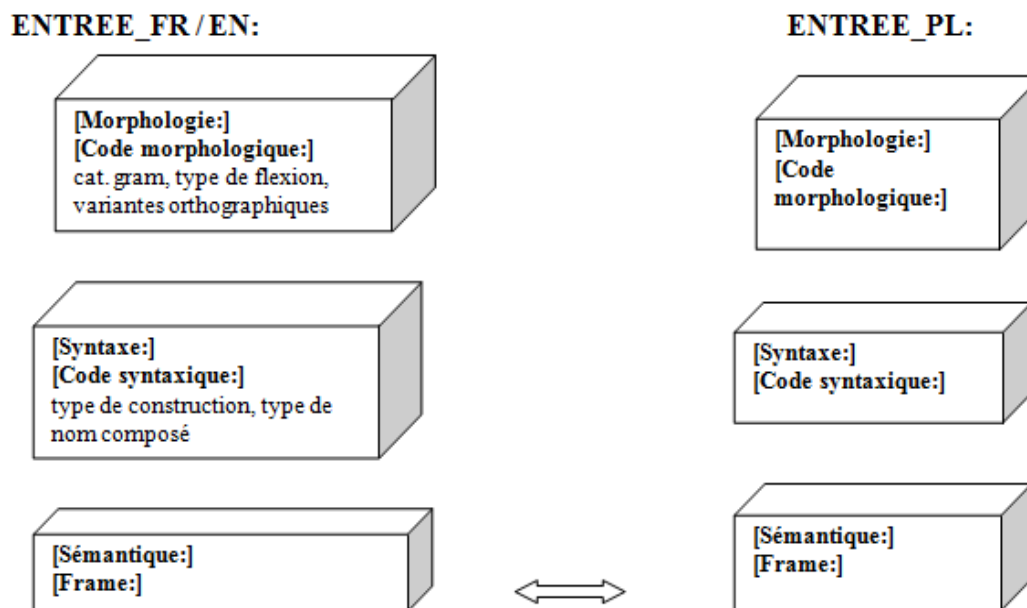 ENTREE_FR / EN:
[Morphologie:]
[Code morphologique:]
cat. gram, type de flexion,
variantes orthographiques
[Syntaxe:]
[Code syntaxique:]
type de construction, type de
nom composé
[Sémantique:]
[Frame:]
ENTREE_PL:
[Morphologie:]
[Code
morphologique:]
[Syntaxe:]
[Code syntaxique:]
[Sémantique:]
[Frame:]